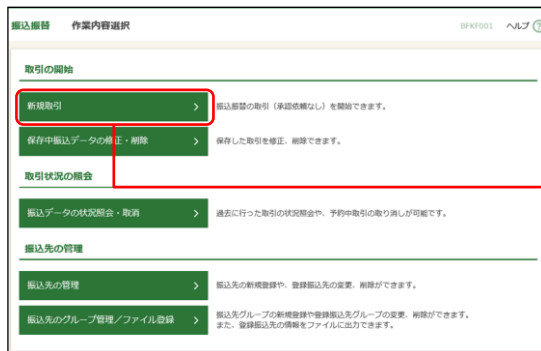 振込振替 作業内容選択 BFKF001 ヘルプ ?
取引の開始
新規取引 振込振替の取引（承認依頼なし）を開始できます。
保存中振込データの修正・削除 保存した取引を修正、削除できます。
取引状況の照会
振込データの状況照会・取消 過去に行った取引の状況照会や、予約中取引の取り消しが可能です。
振込先の管理
振込先の管理 振込先の新規登録や、登録振込先の変更、削除ができます。
振込先のグループ管理/ファイル登録 振込先グループの新規登録や登録振込先グループの変更、削除ができます。
また、登録振込先の情報をファイルに出力できます。